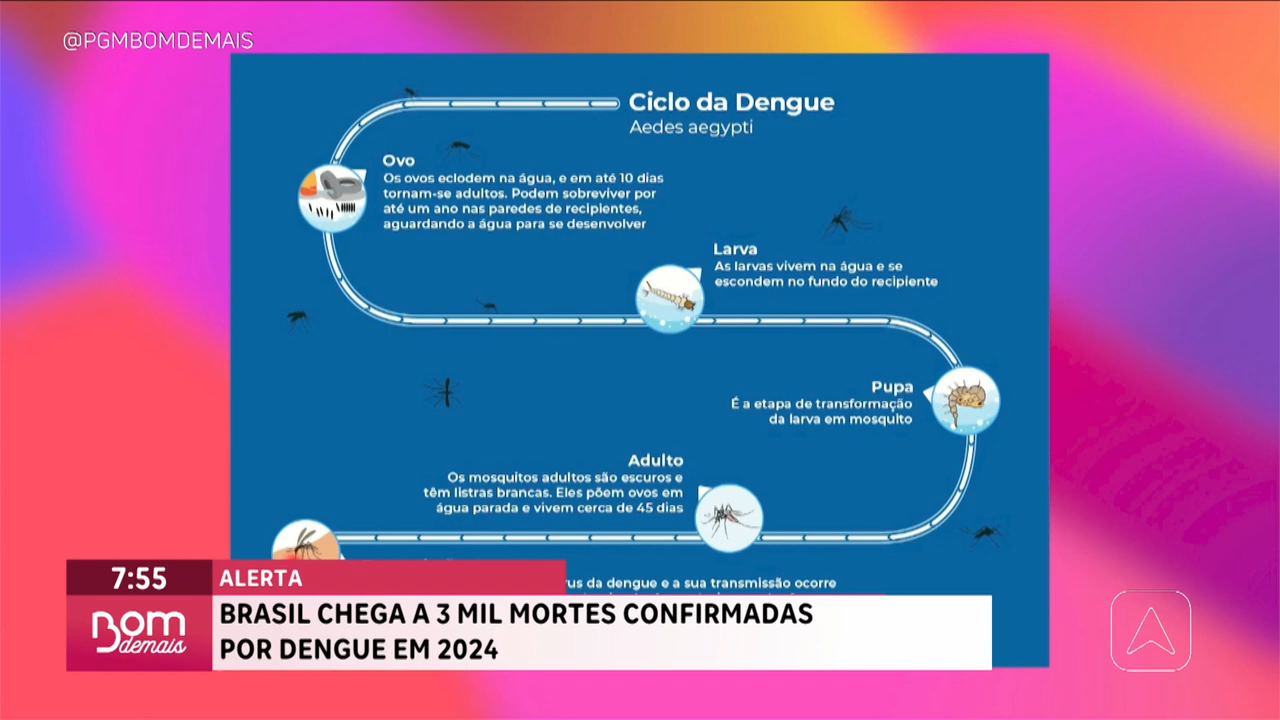 @PGMBOMDEMAIS
Ciclo da Dengue
Aedes aegypti
Ovo
Os ovos eclodem na água, e em até 10 dias
tornam-se adultos. Podem sobreviver por
até um ano nas paredes de recipientes,
aguardando a água para se desenvolver
Larva
As larvas vivem na água e se
escondem no fundo do recipiente
Pupa
É a etapa de transformação
da larva em mosquito
Adulto
Os mosquitos adultos são escuros e
têm listras brancas. Eles põem ovos em
água parada e vivem cerca de 45 dias
da dengue e a sua transmissão ocorre
7:55
ALERTA
Bom
demais
BRASIL CHEGA A 3 MIL MORTES CONFIRMADAS
POR DENGUE EM 2024